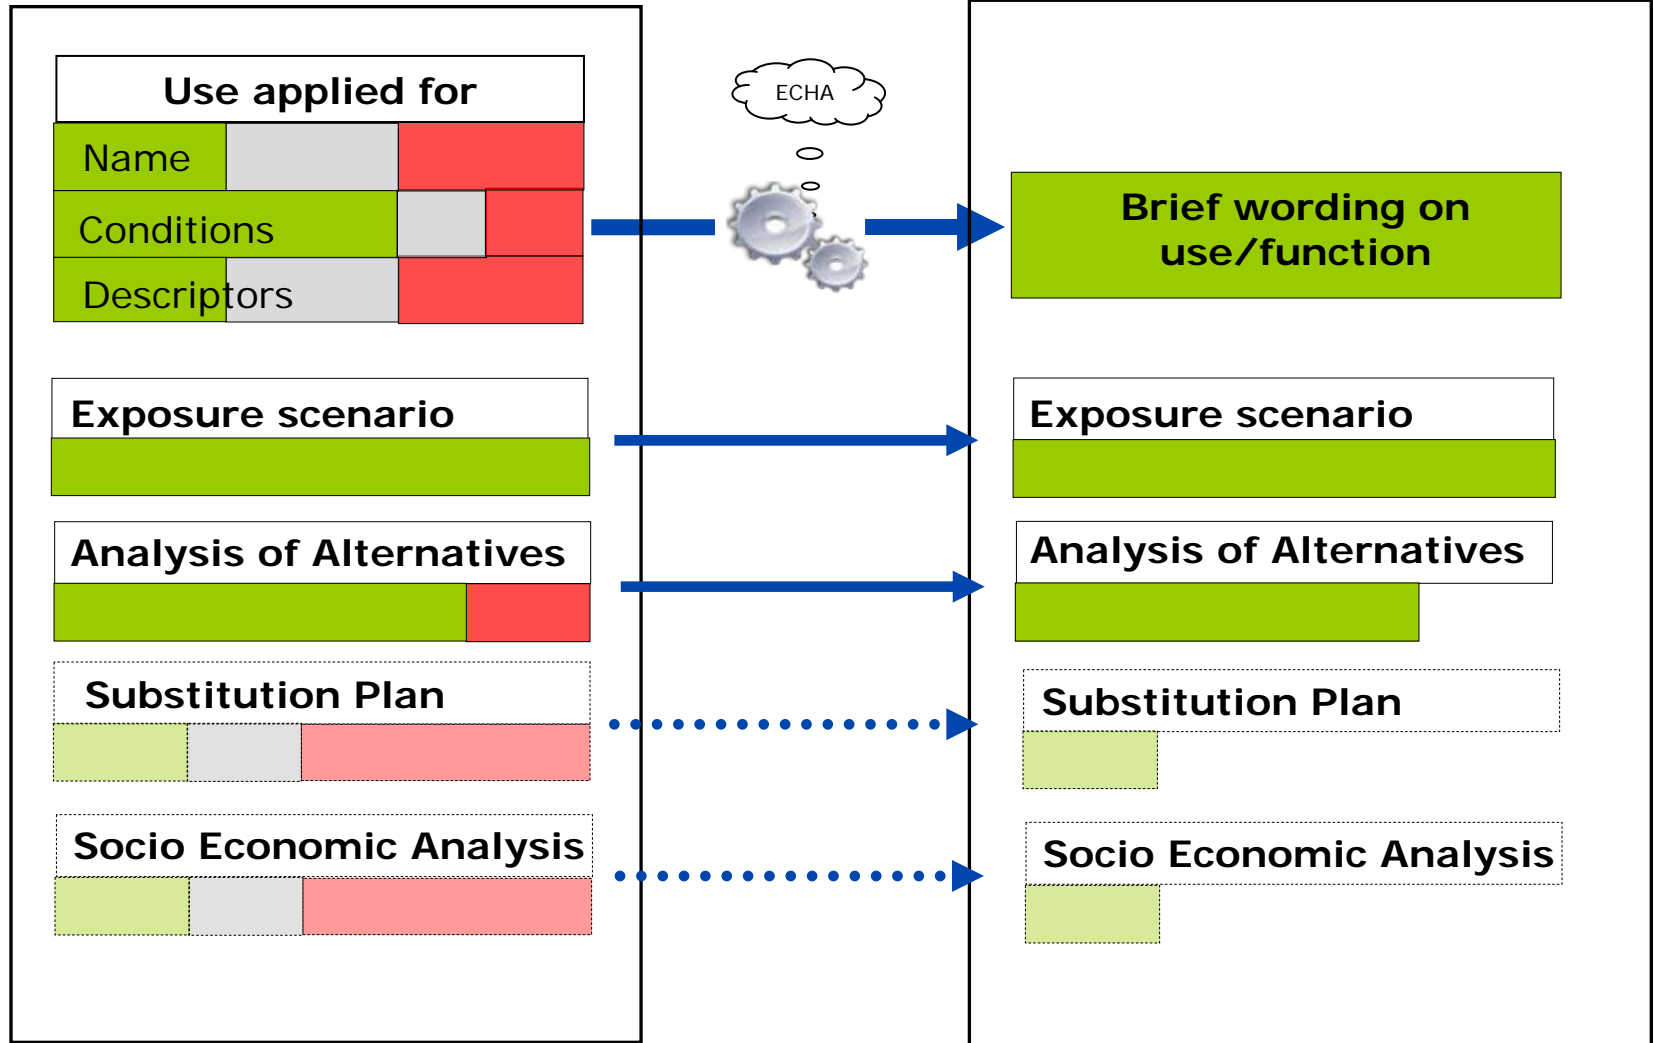 Use applied for
Name
Conditions
Descriptors
Exposure scenario
Analysis of Alternatives
Substitution Plan
Socio Economic Analysis
ECHA
Brief wording on
use/function
Exposure scenario
Analysis of Alternatives
Substitution Plan
Socio Economic Analysis